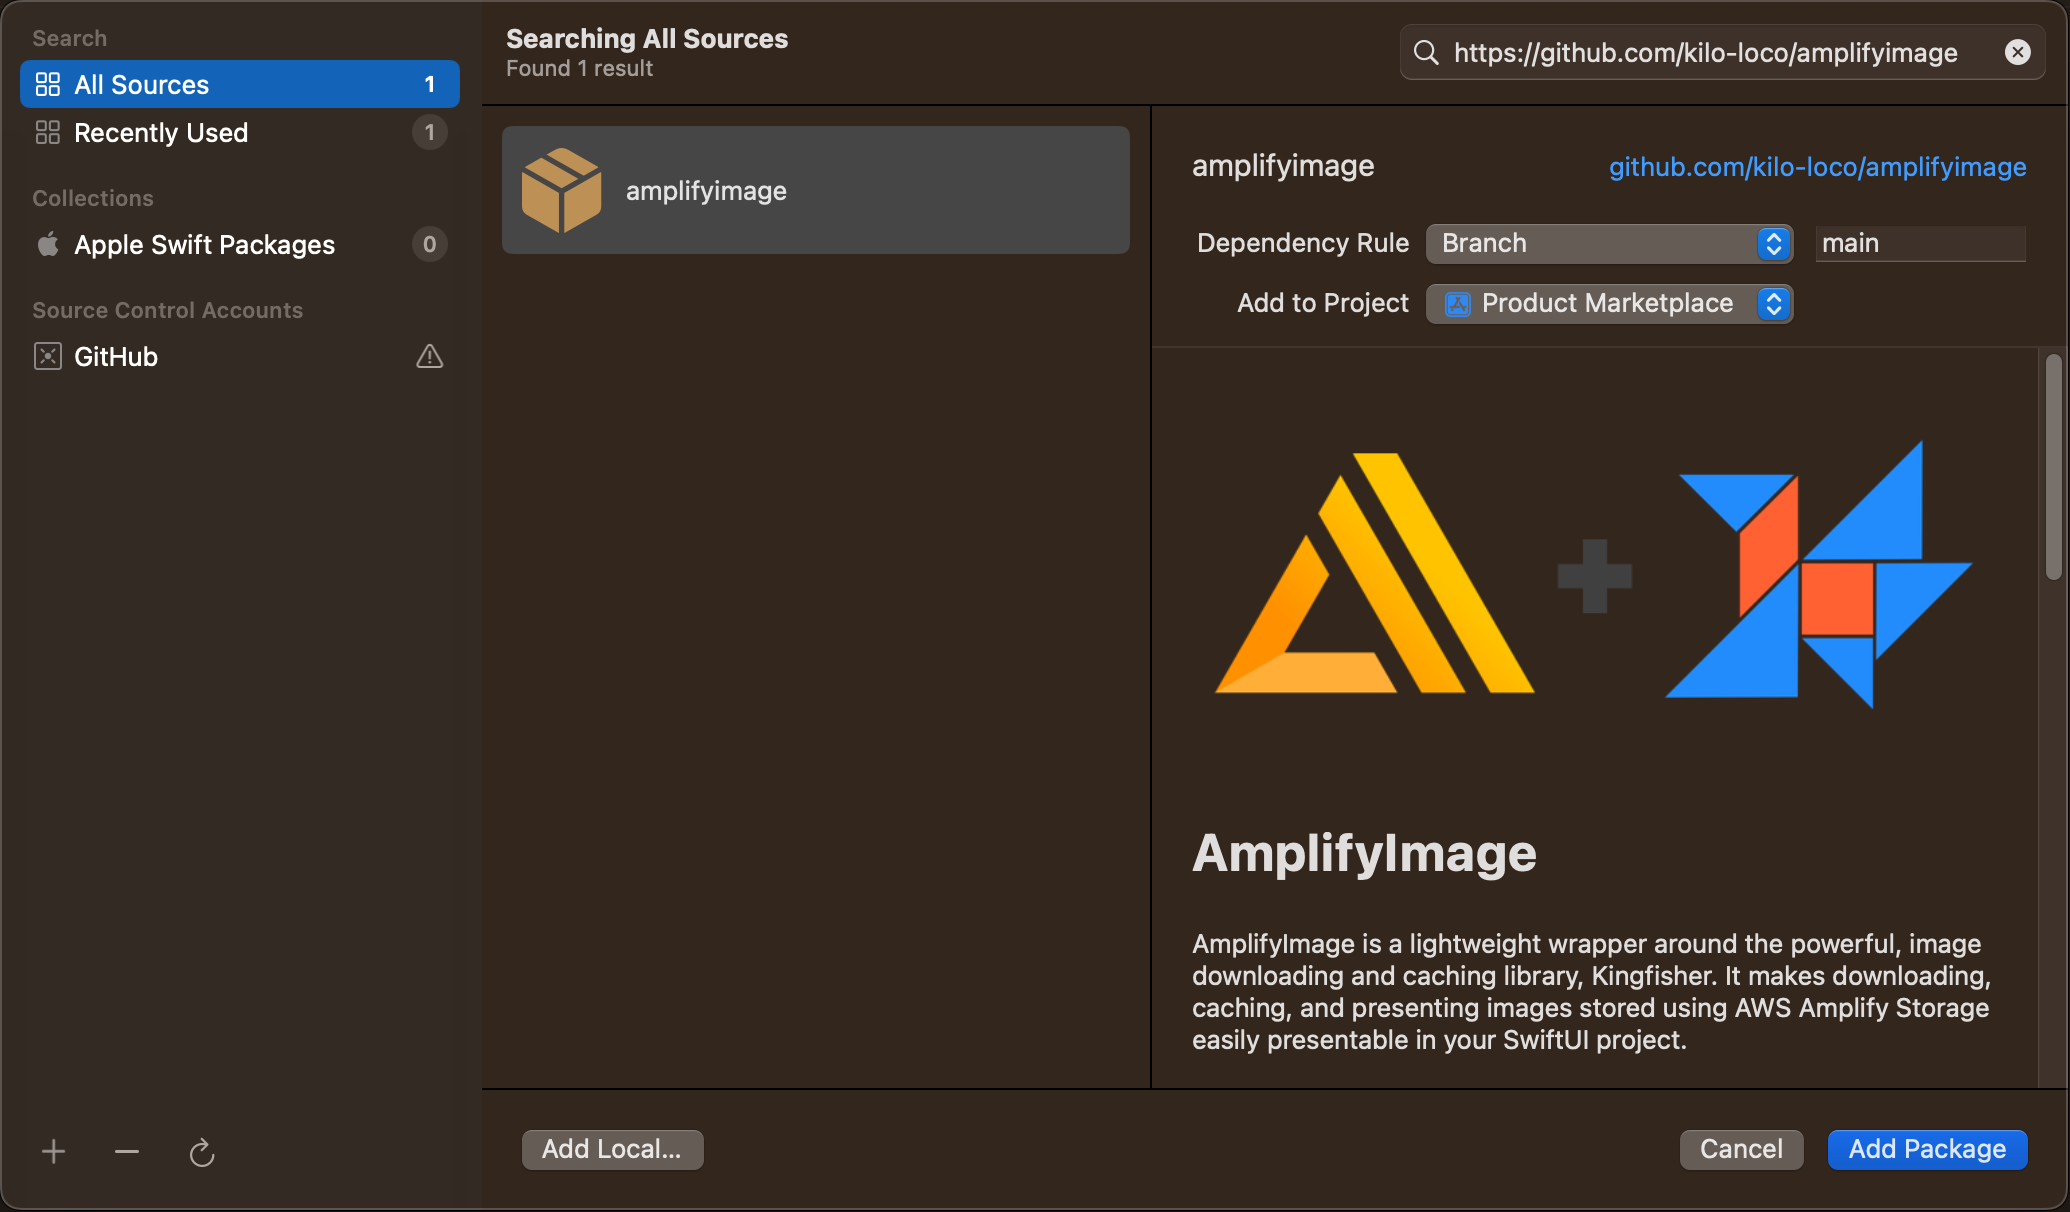 Search
All Sources 1
Recently Used 1
Collections
Apple Swift Packages 0
Source Control Accounts
GitHub
Searching All Sources
Found 1 result
https://github.com/kilo-loco/amplifyimage
amplifyimage
amplifyimage github.com/kilo-loco/amplifyimage
Dependency Rule Branch main
Add to Project Product Marketplace
AmplifyImage
AmplifyImage is a lightweight wrapper around the powerful, image
downloading and caching library, Kingfisher. It makes downloading,
caching, and presenting images stored using AWS Amplify Storage
easily presentable in your SwiftUI project.
Add Local...
Cancel
Add Package